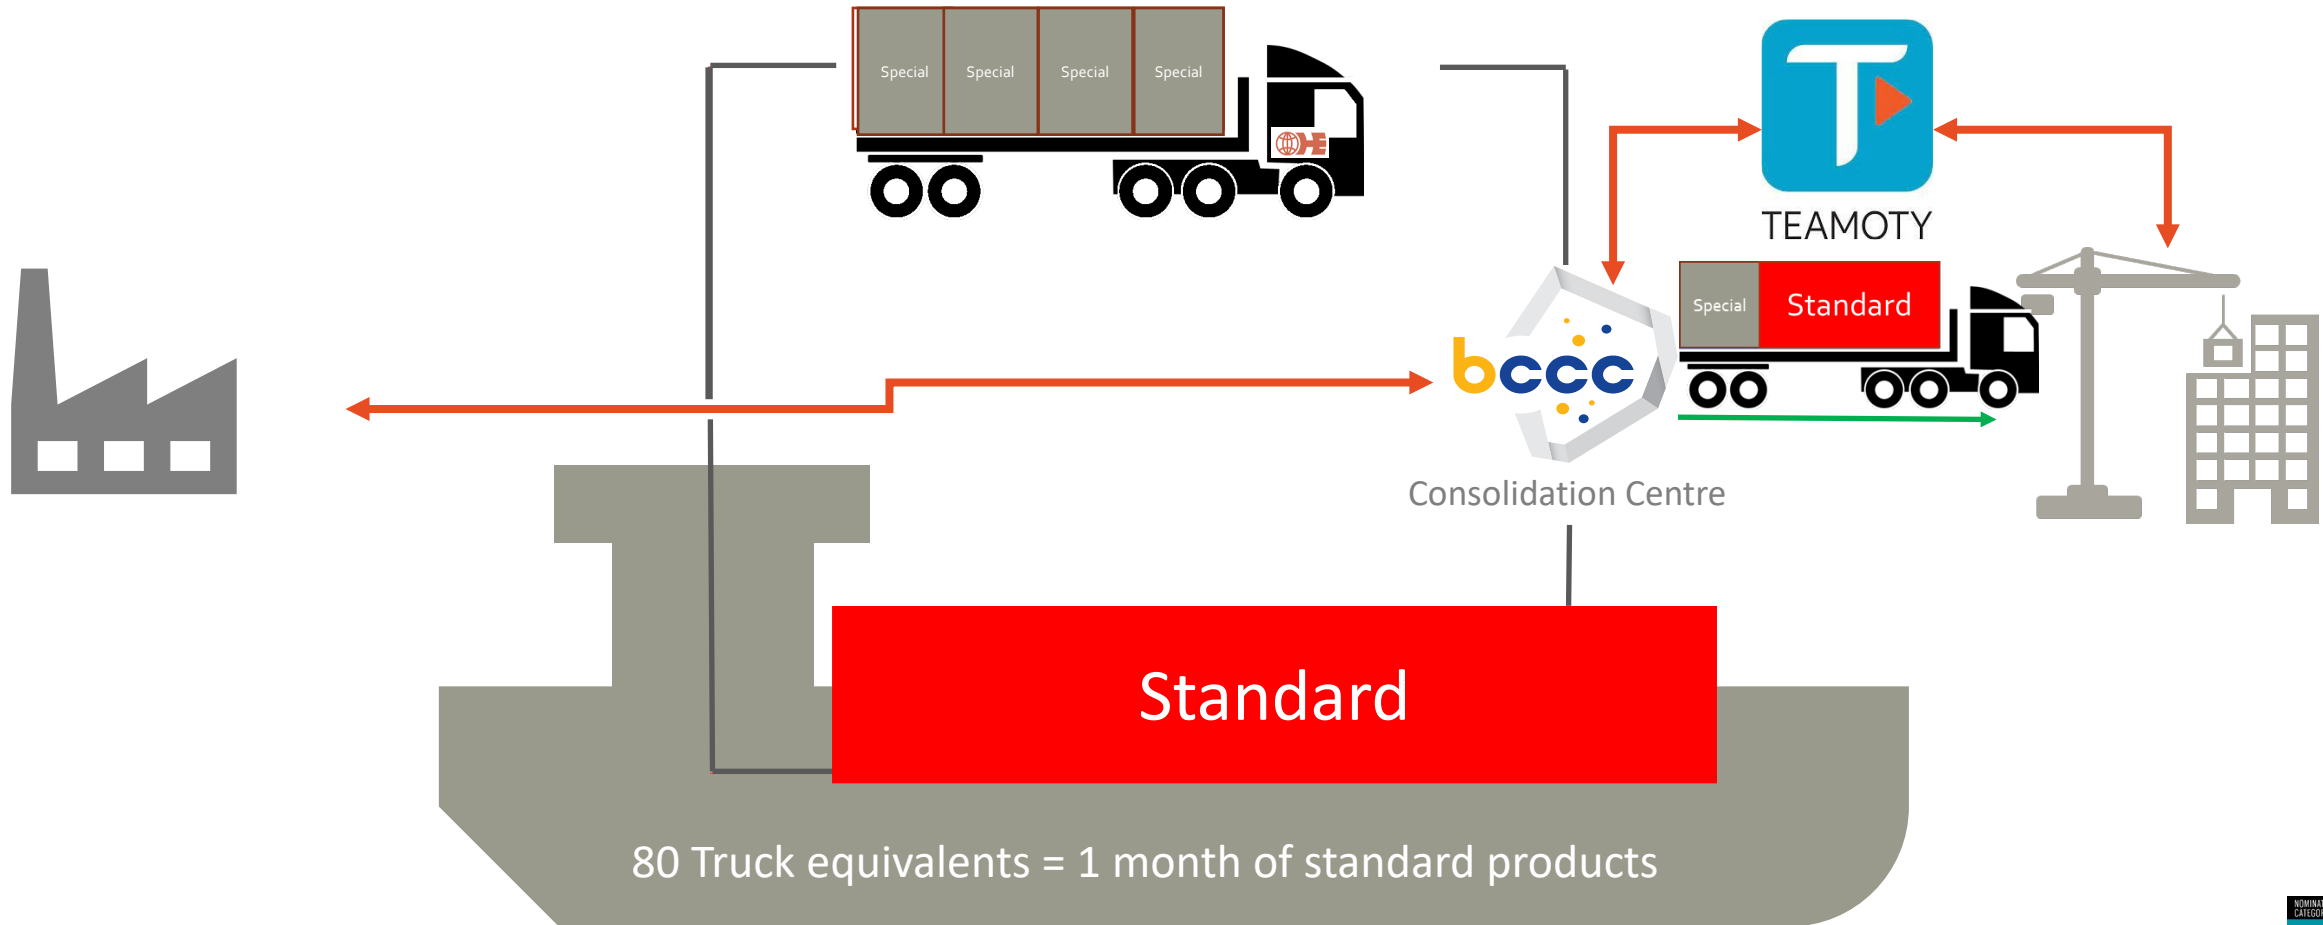 Special Special Special Special
TEAMOTY
Special Standard
bccc
Consolidation Centre
Standard
80 Truck equivalents = 1 month of standard products